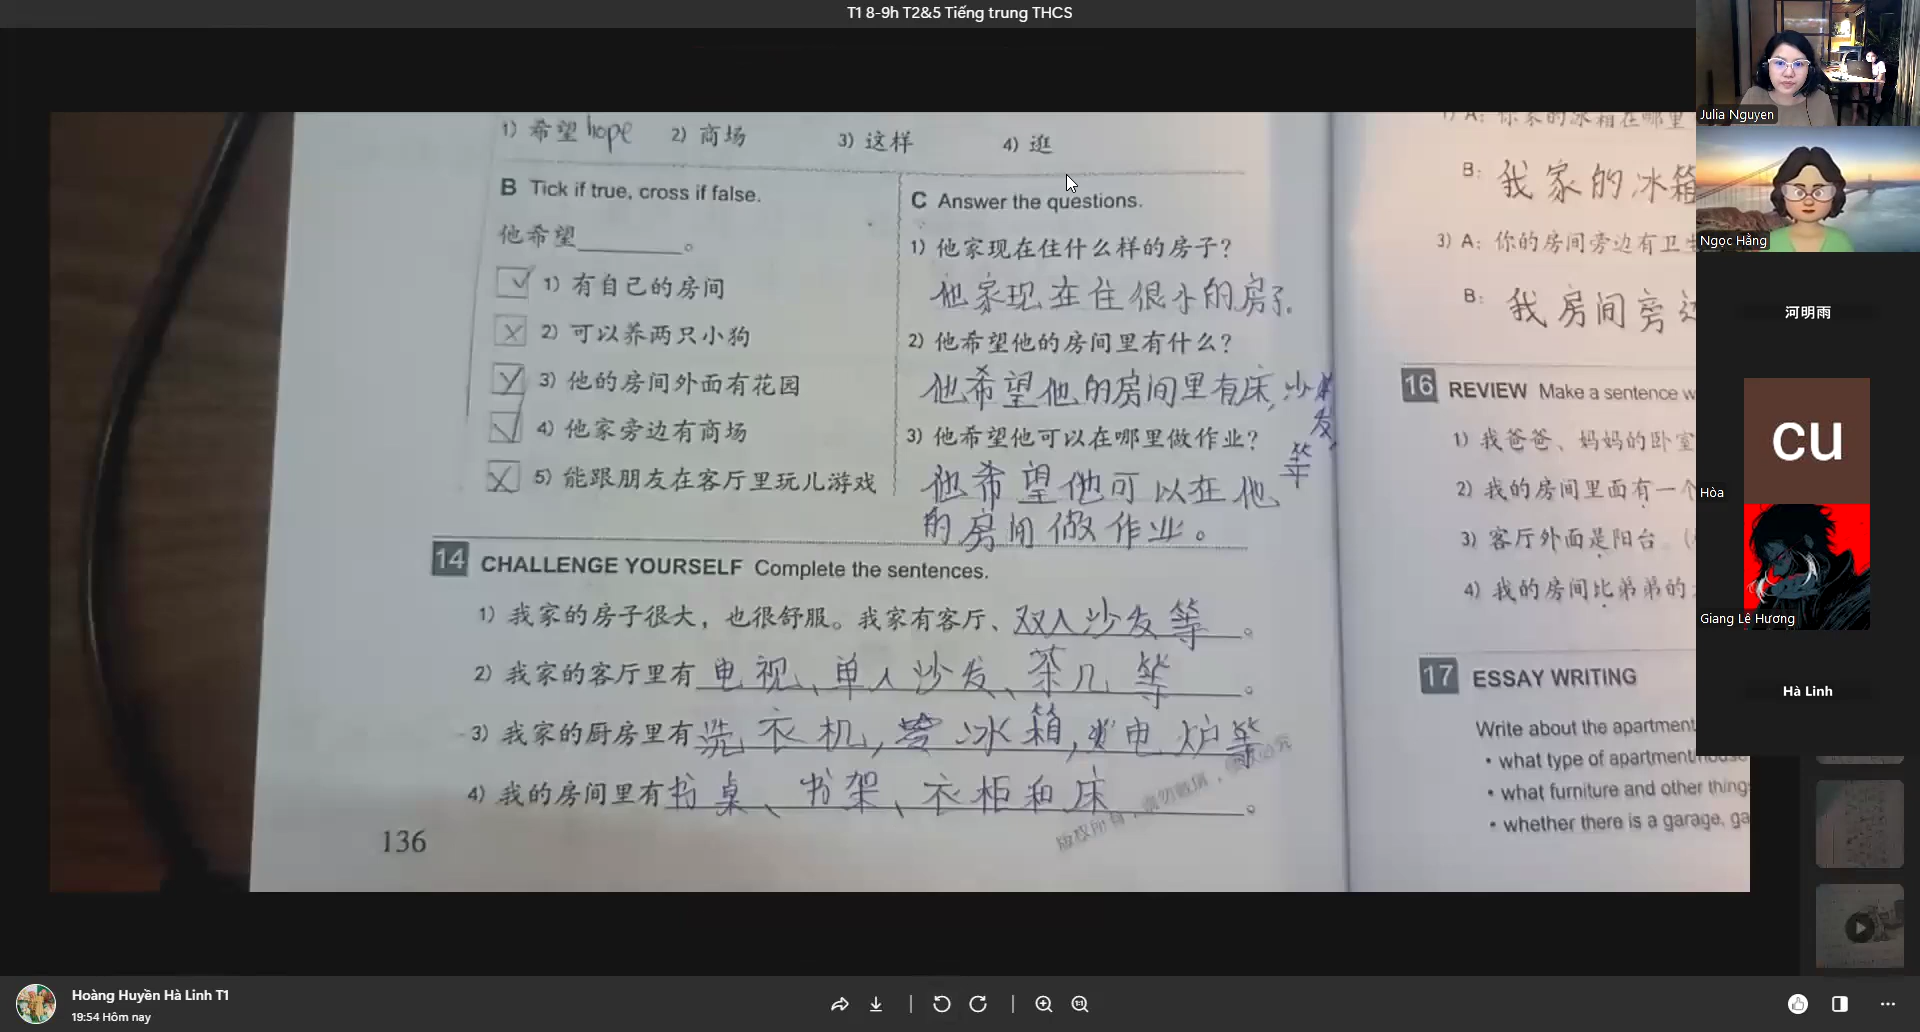 T1 8-9h T2&5 Tiếng trung THCS
Julia Nguyen
Ngọc Hằng
河明雨
cu
Hòa
Giang Lê Hương
Hà Linh
1) 希望 hope 2) 商场 3) 这样 4) 逛
B Tick if true, cross if false.
他希望________。
1) 有自己的房间
2) 可以养两只小狗
3) 他的房间外面有花园
4) 他家旁边有商场
5) 能跟朋友在客厅里玩儿游戏
C Answer the questions.
1) 他家现在住什么样的房子?
他家现在住很小的房子.
2) 他希望他的房间里有什么?
他希望他的房间里有床, 沙发
等
3) 他希望他可以在哪里做作业?
他希望他可以在他
的房间做作业。
14 CHALLENGE YOURSELF Complete the sentences.
1) 我家的房子很大，也很舒服。我家有客厅、双人沙发等。
2) 我家的客厅里有电视、单人沙发、茶几等。
3) 我家的厨房里有洗衣机, 冰箱, 电炉等
4) 我的房间里有书桌、书架、衣柜和床。
136
1) A: 你家的冰箱在哪里
B: 我家的冰箱
3) A: 你的房间旁边有卫生
B: 我房间旁边
16 REVIEW Make a sentence w
1) 我爸爸、妈妈的卧室
2) 我的房间里面有一个
3) 客厅外面是阳台。
4) 我的房间比弟弟的
17 ESSAY WRITING
Write about the apartment
• what type of apartment/house
• what furniture and other thing
• whether there is a garage, ga
Hoàng Huyền Hà Linh T1
19:54 Hôm nay